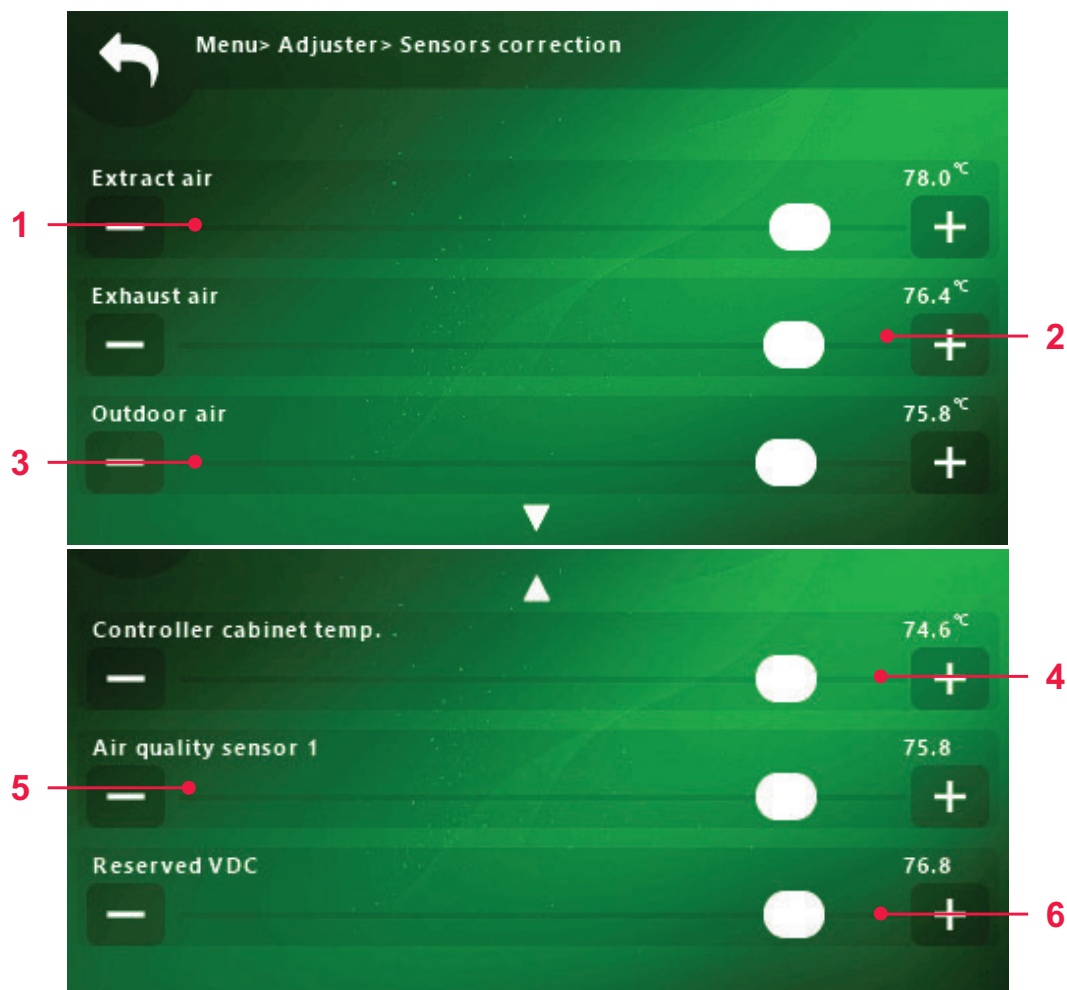 Menu> Adjuster> Sensors correction
Extract air 78.0℃
1
Exhaust air 76.4℃
2
Outdoor air 75.8℃
3
Controller cabinet temp. 74.6℃
4
Air quality sensor 1 75.8
5
Reserved VDC 76.8
6